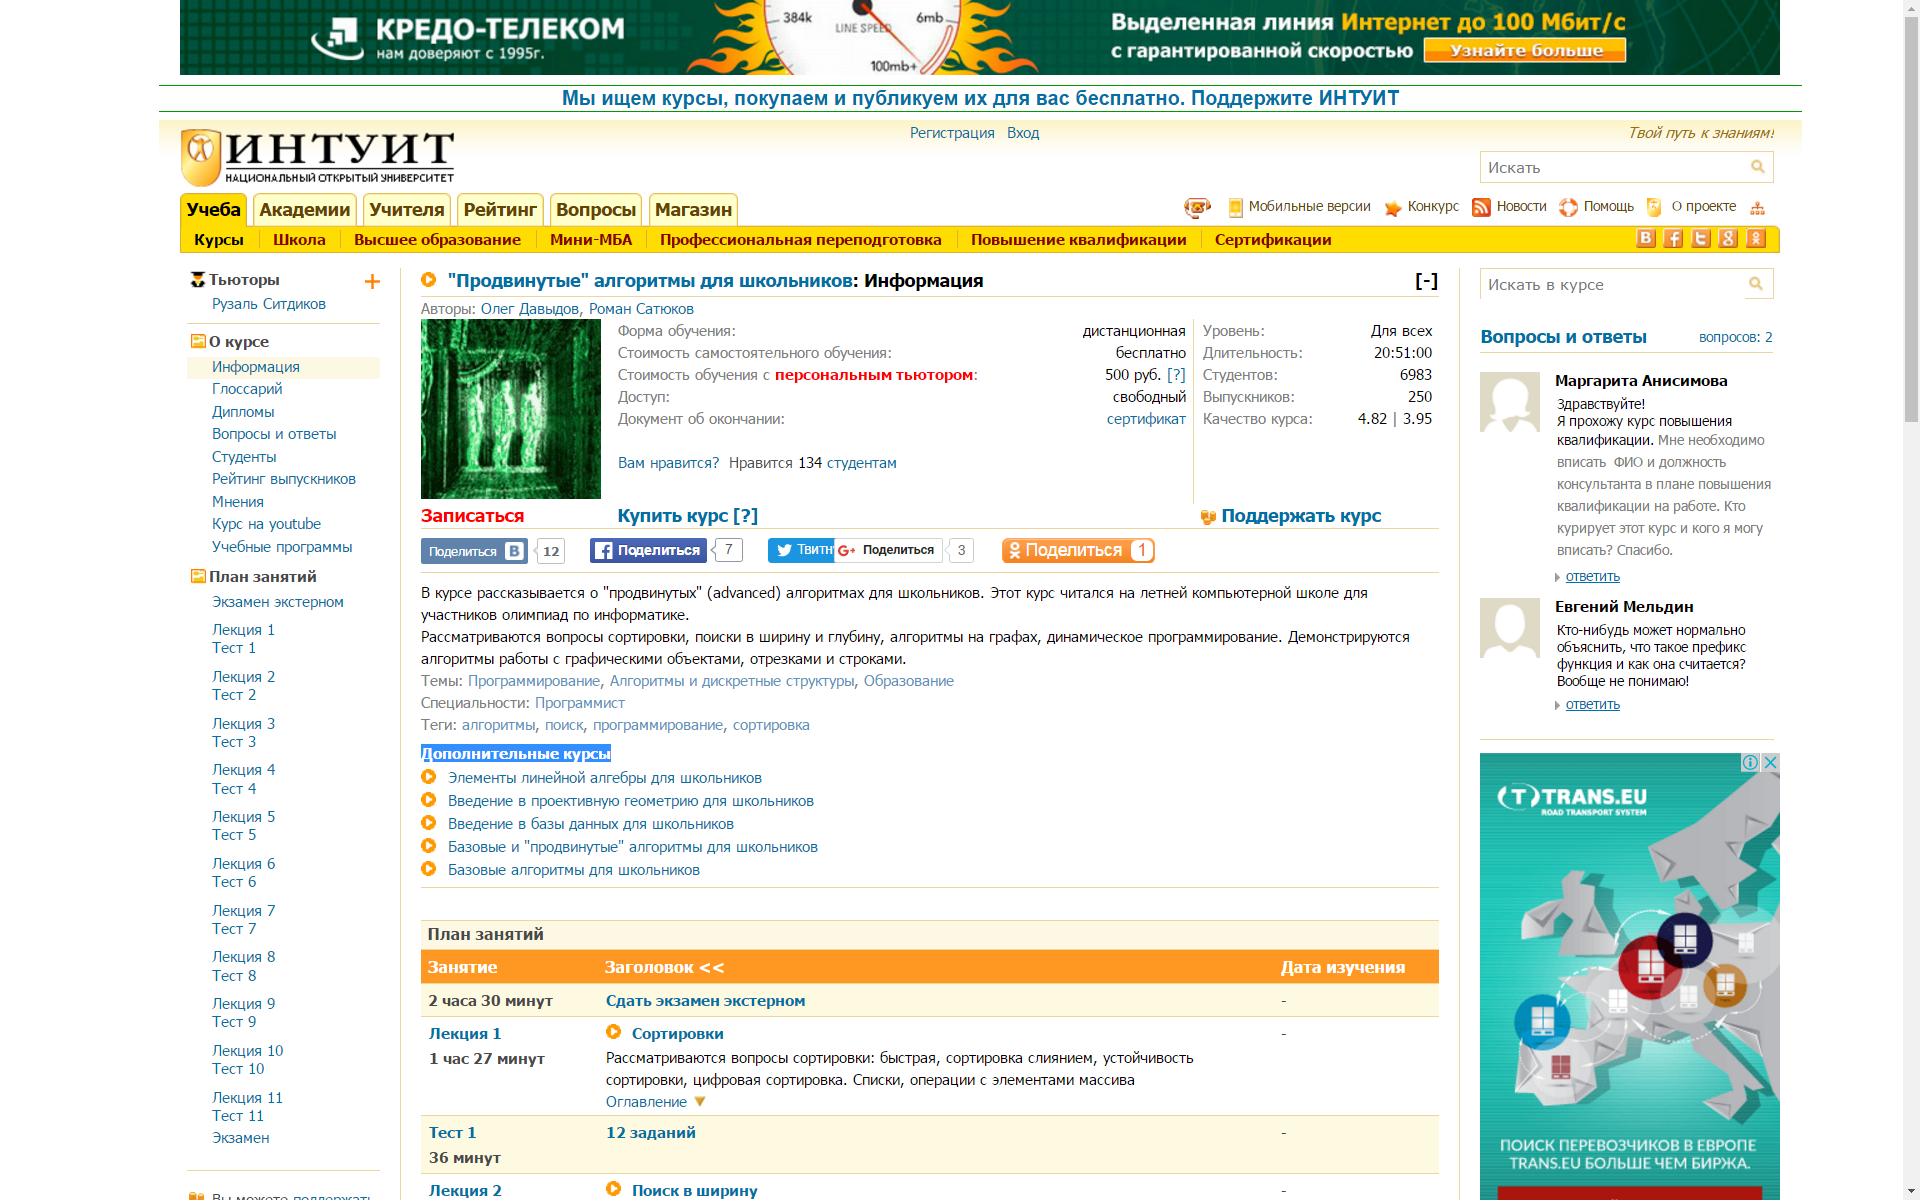 КРЕДО-ТЕЛЕКОМ
нам доверяют с 1995г.
384k
LINE SPEED
6mb
100mb+
Выделенная линия Интернет до 100 Мбит/с
с гарантированной скоростью Узнайте больше
Мы ищем курсы, покупаем и публикуем их для вас бесплатно. Поддержите ИНТУИТ
Регистрация Вход
Твой путь к знаниям!
ИНТУИТ
НАЦИОНАЛЬНЫЙ ОТКРЫТЫЙ УНИВЕРСИТЕТ
Искать
Учеба Академии Учителя Рейтинг Вопросы Магазин
Мобильные версии Конкурс Новости Помощь О проекте
Курсы Школа Высшее образование Мини-МБА Профессиональная переподготовка Повышение квалификации Сертификации
Тьюторы
Рузаль Ситдиков
О курсе
Информация
Глоссарий
Дипломы
Вопросы и ответы
Студенты
Рейтинг выпускников
Мнения
Курс на youtube
Учебные программы
План занятий
Экзамен экстерном
Лекция 1
Тест 1
Лекция 2
Тест 2
Лекция 3
Тест 3
Лекция 4
Тест 4
Лекция 5
Тест 5
Лекция 6
Тест 6
Лекция 7
Тест 7
Лекция 8
Тест 8
Лекция 9
Тест 9
Лекция 10
Тест 10
Лекция 11
Тест 11
Экзамен
Вы можете поддержать
"Продвинутые" алгоритмы для школьников: Информация [-]
Авторы: Олег Давыдов, Роман Сатюков
Форма обучения: дистанционная
Стоимость самостоятельного обучения: бесплатно
Стоимость обучения с персональным тьютором: 500 руб. [?]
Доступ: свободный
Документ об окончании: сертификат
Вам нравится? Нравится 134 студентам
Уровень: Для всех
Длительность: 20:51:00
Студентов: 6983
Выпускников: 250
Качество курса: 4.82 | 3.95
Записаться Купить курс [?] Поддержать курс
Поделиться 12 Поделиться 7 Твитн Поделиться 3 Поделиться 1
В курсе рассказывается о "продвинутых" (advanced) алгоритмах для школьников. Этот курс читался на летней компьютерной школе для
участников олимпиад по информатике.
Рассматриваются вопросы сортировки, поиски в ширину и глубину, алгоритмы на графах, динамическое программирование. Демонстрируются
алгоритмы работы с графическими объектами, отрезками и строками.
Темы: Программирование, Алгоритмы и дискретные структуры, Образование
Специальности: Программист
Теги: алгоритмы, поиск, программирование, сортировка
Дополнительные курсы
Элементы линейной алгебры для школьников
Введение в проективную геометрию для школьников
Введение в базы данных для школьников
Базовые и "продвинутые" алгоритмы для школьников
Базовые алгоритмы для школьников
План занятий
Занятие Заголовок << Дата изучения
2 часа 30 минут Сдать экзамен экстерном -
Лекция 1 Сортировки -
1 час 27 минут Рассматриваются вопросы сортировки: быстрая, сортировка слиянием, устойчивость
сортировки, цифровая сортировка. Списки, операции с элементами массива
Оглавление
Тест 1 12 заданий -
36 минут
Лекция 2 Поиск в ширину -
Искать в курсе
Вопросы и ответы вопросов: 2
Маргарита Анисимова
Здравствуйте!
Я прохожу курс повышения
квалификации. Мне необходимо
вписать ФИО и должность
консультанта в плане повышения
квалификации на работе. Кто
курирует этот курс и кого я могу
вписать? Спасибо.
ответить
Евгений Мельдин
Кто-нибудь может нормально
объяснить, что такое префикс
функция и как она считается?
Вообще не понимаю!
ответить
(T) TRANS.EU
ROAD TRANSPORT SYSTEM
ПОИСК ПЕРЕВОЗЧИКОВ В ЕВРОПЕ
TRANS.EU БОЛЬШЕ ЧЕМ БИРЖА.